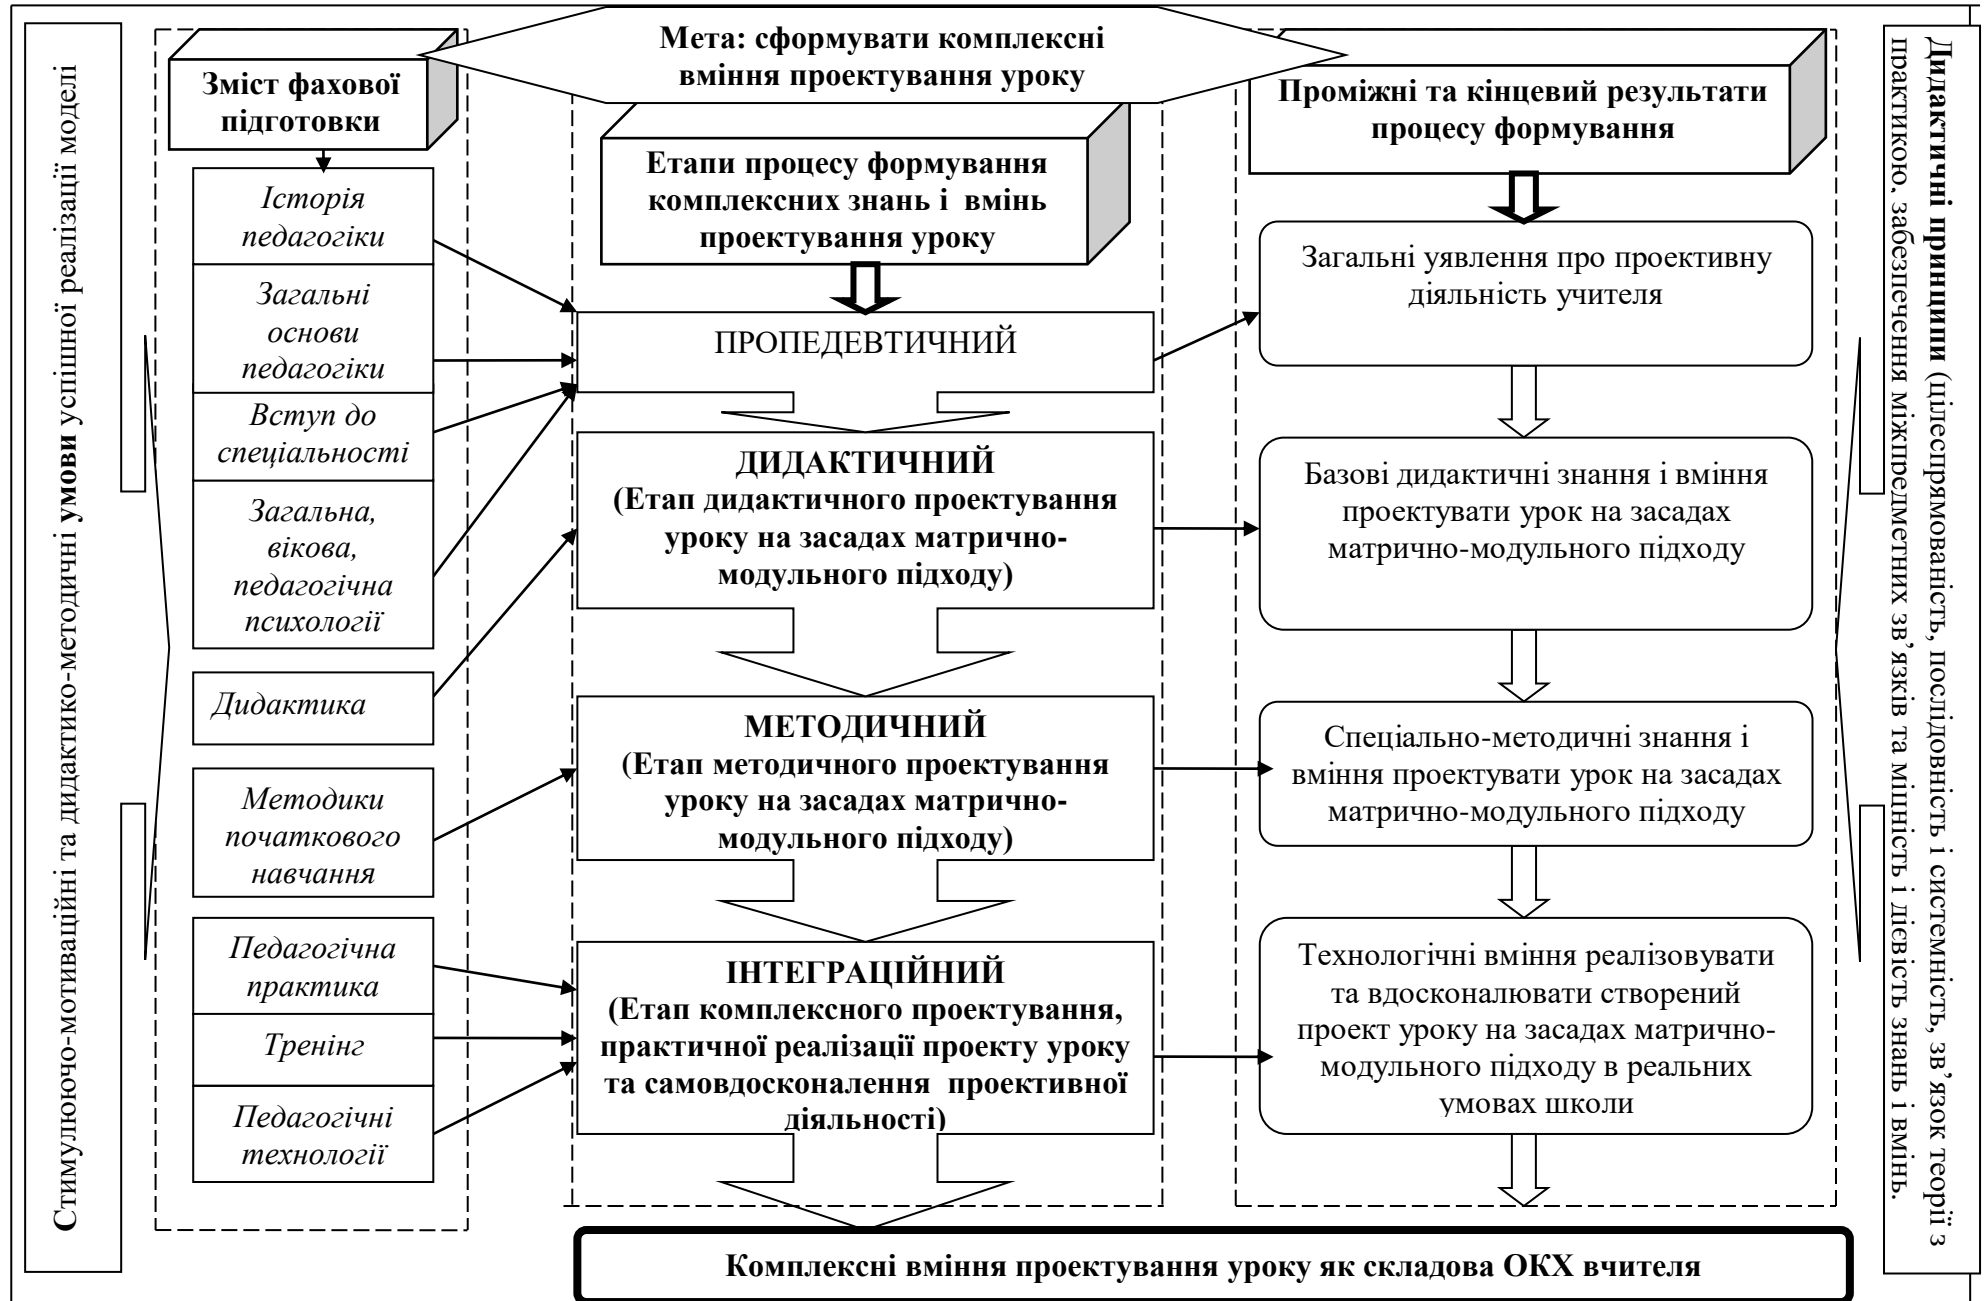 Мета: сформувати комплексні
вміння проектування уроку
Стимулюючо-мотиваційні та дидактико-методичні умови успішної реалізації моделі
Зміст фахової
підготовки
Історія
педагогіки
Загальні
основи
педагогіки
Вступ до
спеціальності
Загальна,
вікова,
педагогічна
психології
Дидактика
Методики
початкового
навчання
Педагогічна
практика
Тренінг
Педагогічні
технології
Етапи процесу формування
комплексних знань і вмінь
проектування уроку
ПРОПЕДЕВТИЧНИЙ
ДИДАКТИЧНИЙ
(Етап дидактичного проектування
уроку на засадах матрично-
модульного підходу)
МЕТОДИЧНИЙ
(Етап методичного проектування
уроку на засадах матрично-
модульного підходу)
ІНТЕГРАЦІЙНИЙ
(Етап комплексного проектування,
практичної реалізації проекту уроку
та самовдосконалення проективної
діяльності)
Проміжні та кінцевий результати
процесу формування
Загальні уявлення про проективну
діяльність учителя
Базові дидактичні знання і вміння
проектувати урок на засадах
матрично-модульного підходу
Спеціально-методичні знання і
вміння проектувати урок на засадах
матрично-модульного підходу
Технологічні вміння реалізовувати
та вдосконалювати створений
проект уроку на засадах матрично-
модульного підходу в реальних
умовах школи
Дидактичні принципи (цілеспрямованість, послідовність і системність, зв’язок теорії з
практикою, забезпечення міжпредметних зв’язків та міцність і дієвість знань і вмінь.
Комплексні вміння проектування уроку як складова ОКХ вчителя